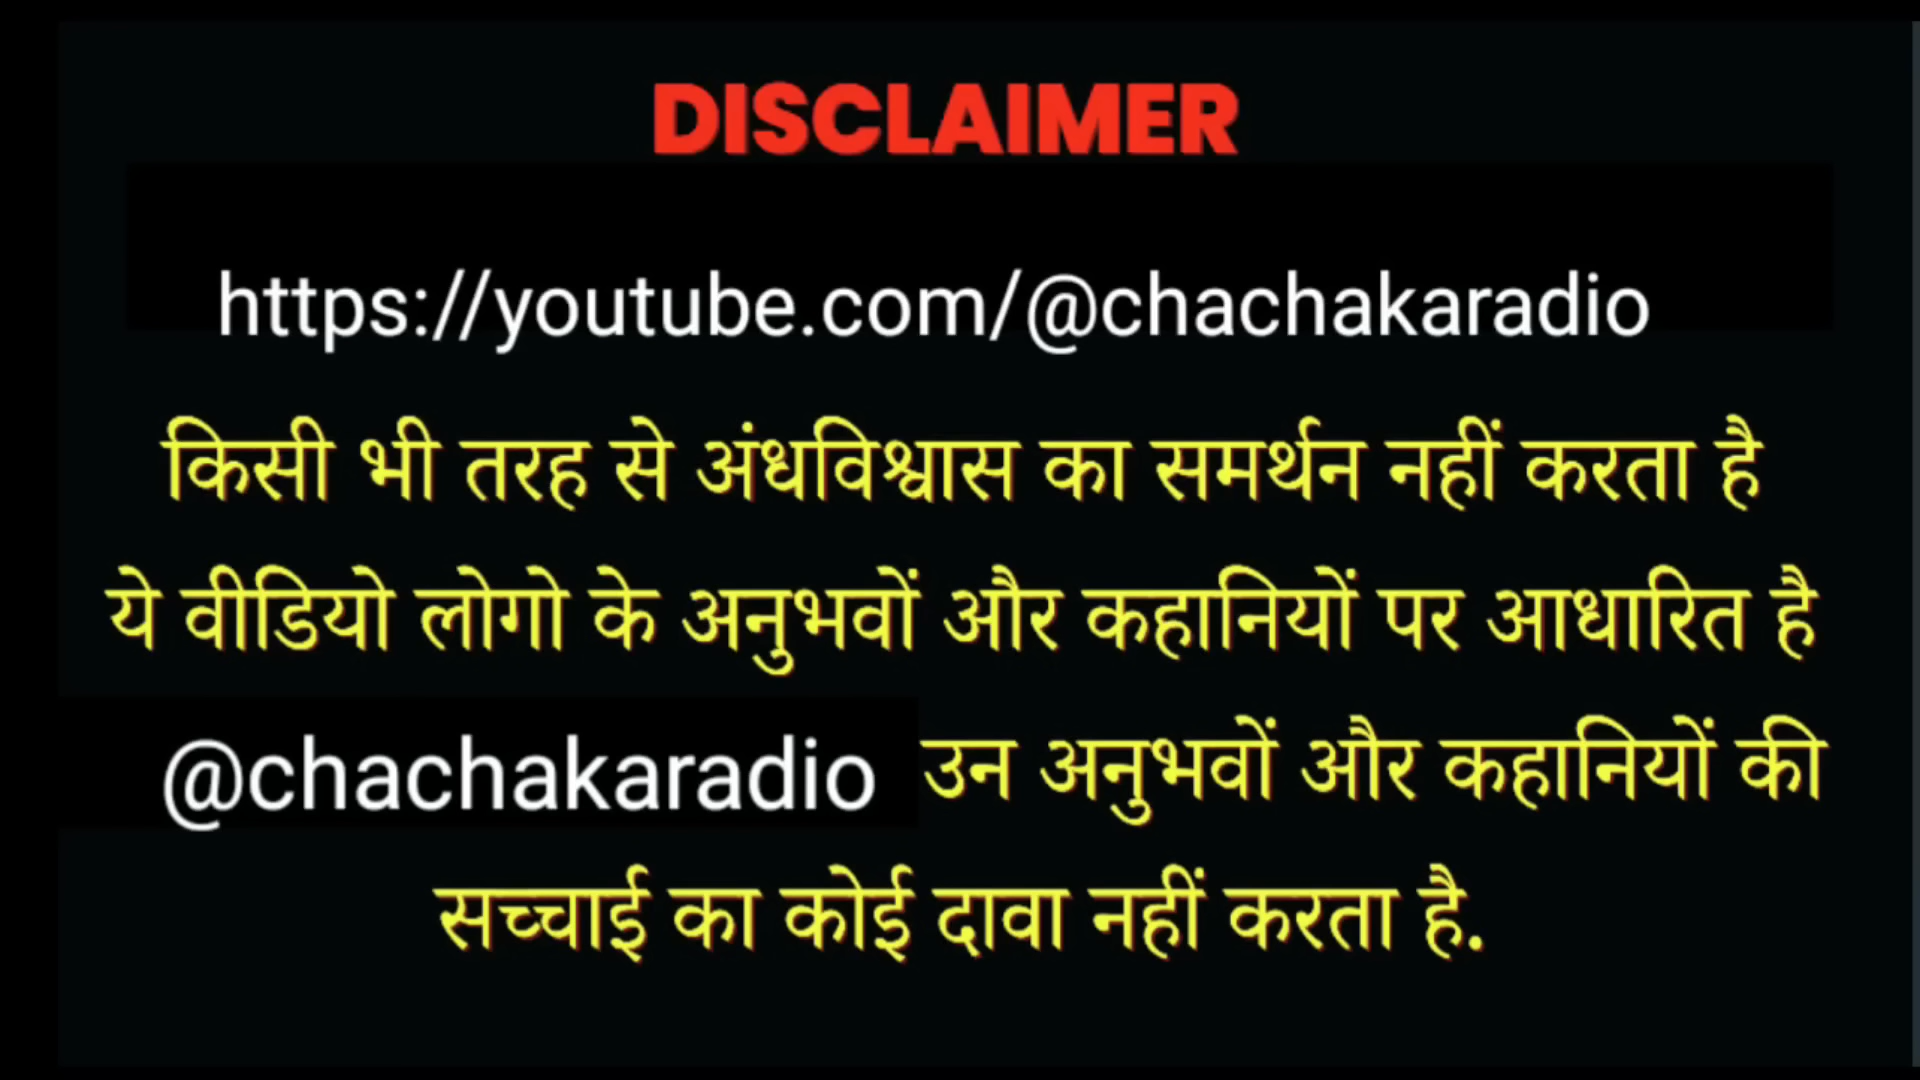 DISCLAIMER
https://youtube.com/@chachakaradio
किसी भी तरह से अंधविश्वास का समर्थन नहीं करता है
ये वीडियो लोगो के अनुभवों और कहानियों पर आधारित है
@chachakaradio उन अनुभवों और कहानियों की
सच्चाई का कोई दावा नहीं करता है.